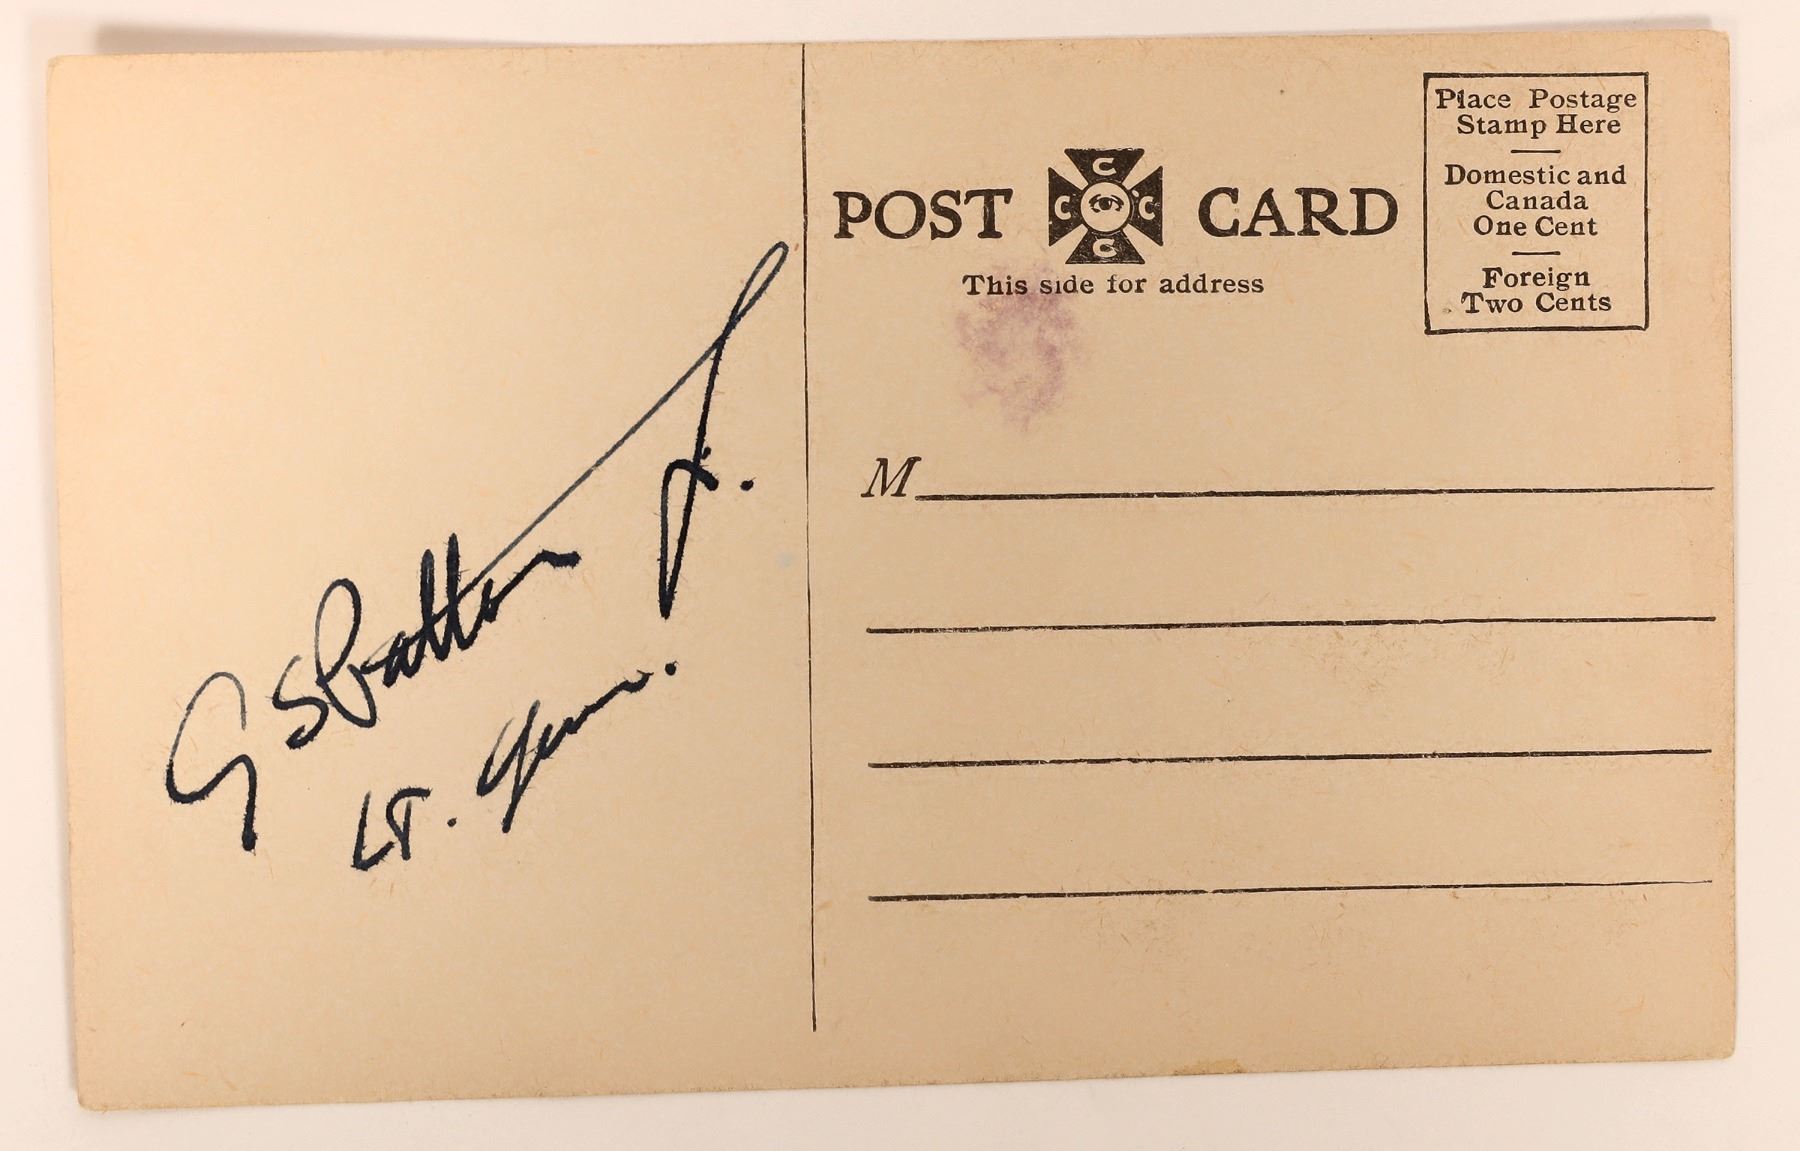 GSPatton Jr.
LT. Gen.
POST CARD
C
C C
C
This side for address
Place Postage
Stamp Here
Domestic and
Canada
One Cent
Foreign
Two Cents
M